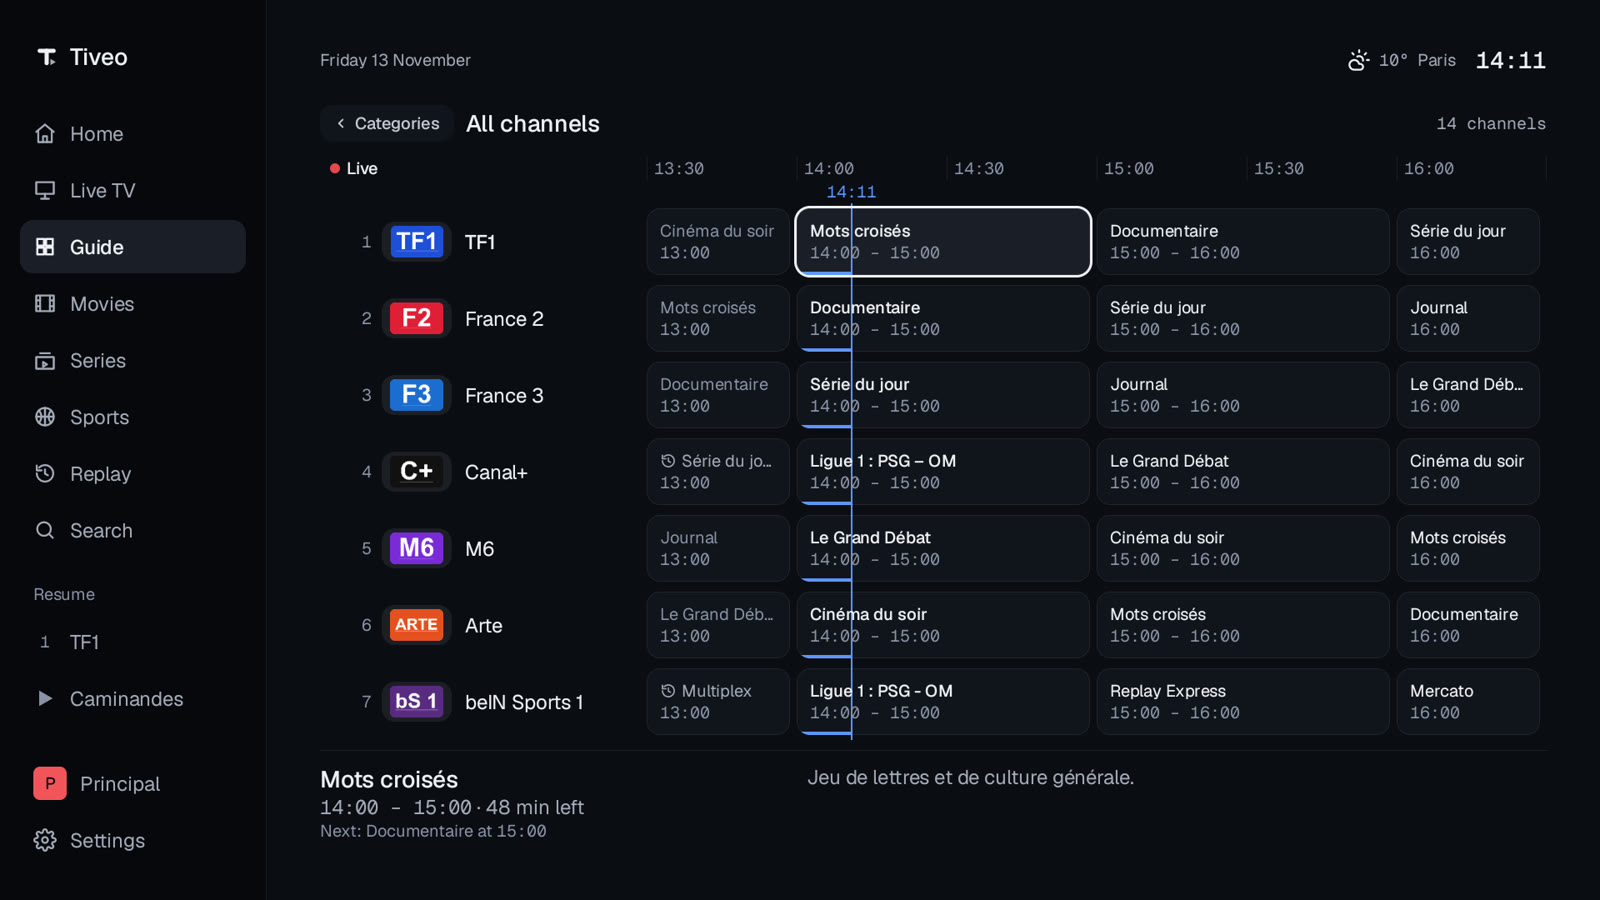 Tiveo
Home
Live TV
Guide
Movies
Series
Sports
Replay
Search
Resume
1 TF1
Caminandes
P Principal
Settings
Friday 13 November
10° Paris 14:11
Categories All channels 14 channels
Live 13:30 14:00 14:30 15:00 15:30 16:00
14:11
1 TF1 TF1
Cinéma du soir Mots croisés Documentaire Série du jour
13:00 14:00 - 15:00 15:00 - 16:00 16:00
2 F2 France 2
Mots croisés Documentaire Série du jour Journal
13:00 14:00 - 15:00 15:00 - 16:00 16:00
3 F3 France 3
Documentaire Série du jour Journal Le Grand Déb…
13:00 14:00 - 15:00 15:00 - 16:00 16:00
4 C+ Canal+
Série du jo… Ligue 1 : PSG – OM Le Grand Débat Cinéma du soir
13:00 14:00 - 15:00 15:00 - 16:00 16:00
5 M6 M6
Journal Le Grand Débat Cinéma du soir Mots croisés
13:00 14:00 - 15:00 15:00 - 16:00 16:00
6 ARTE Arte
Le Grand Déb… Cinéma du soir Mots croisés Documentaire
13:00 14:00 - 15:00 15:00 - 16:00 16:00
7 bS 1 beIN Sports 1
Multiplex Ligue 1 : PSG - OM Replay Express Mercato
13:00 14:00 - 15:00 15:00 - 16:00 16:00
Mots croisés
14:00 - 15:00 · 48 min left
Next: Documentaire at 15:00
Jeu de lettres et de culture générale.